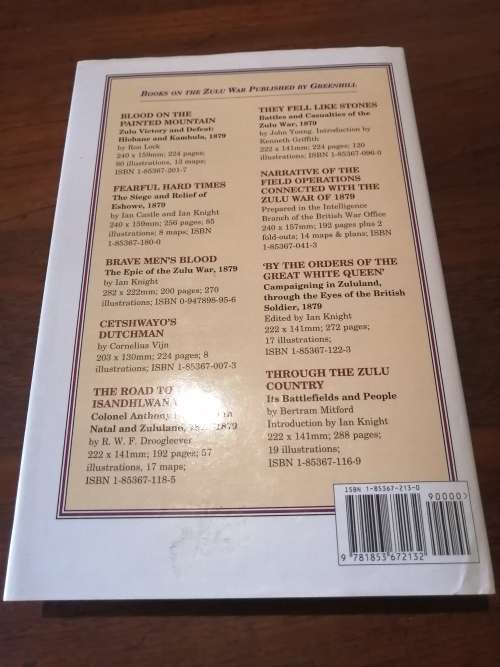 BOOKS ON THE ZULU WAR PUBLISHED BY GREENHILL
BLOOD ON THE
PAINTED MOUNTAIN
Zulu Victory and Defeat:
Hlobane and Kambula, 1879
by Ron Lock
240 x 159mm; 224 pages;
60 illustrations, 12 maps;
ISBN 1-85367-201-7
FEARFUL HARD TIMES
The Siege and Relief of
Eshowe, 1879
by Ian Castle and Ian Knight
240 x 159mm; 256 pages; 85
illustrations; 8 maps; ISBN
1-85367-180-0
BRAVE MEN'S BLOOD
The Epic of the Zulu War, 1879
by Ian Knight
282 x 222mm; 200 pages; 270
illustrations; ISBN 0-947898-95-6
CETSHWAYO'S
DUTCHMAN
by Cornelius Vijn
203 x 130mm; 224 pages; 8
illustrations; ISBN 1-85367-007-3
THE ROAD TO
ISANDHLWANA
Colonel Anthony in
Natal and Zululand, 1879
by R. W. F. Droogleever
222 x 141mm; 192 pages; 57
illustrations, 17 maps;
ISBN 1-85367-118-5
THEY FELL LIKE STONES
Battles and Casualties of the
Zulu War, 1879
by John Young. Introduction by
Kenneth Griffith
222 x 141mm; 224 pages; 120
illustrations; ISBN 1-85367-096-0
NARRATIVE OF THE
FIELD OPERATIONS
CONNECTED WITH THE
ZULU WAR OF 1879
Prepared in the Intelligence
Branch of the British War Office
240 x 157mm; 192 pages plus 2
fold-outs; 14 maps & plans; ISBN
1-85367-041-3
'BY THE ORDERS OF THE
GREAT WHITE QUEEN'
Campaigning in Zululand,
through the Eyes of the British
Soldier, 1879
Edited by Ian Knight
222 x 141mm; 272 pages;
17 illustrations;
ISBN 1-85367-122-3
THROUGH THE ZULU
COUNTRY
Its Battlefields and People
by Bertram Mitford
Introduction by Ian Knight
222 x 141mm; 288 pages;
19 illustrations;
ISBN 1-85367-116-9
ISBN 1-85367-213-0
90000>
9 781853 672132